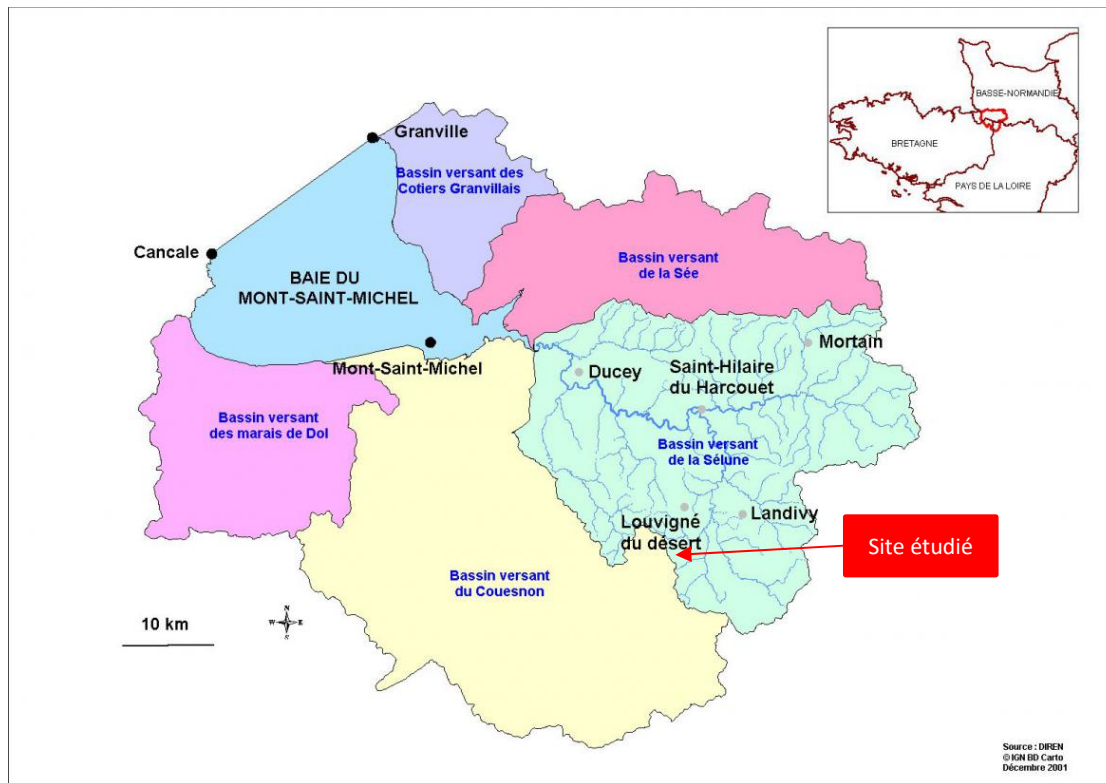 BASSE-NORMANDIE
BRETAGNE
PAYS DE LA LOIRE
Granville
Bassin versant des
Cotiers Granvillais
Cancale
BAIE DU
MONT-SAINT-MICHEL
Bassin versant
de la Sée
Mont-Saint-Michel
Ducey
Saint-Hilaire
du Harcouet
Mortain
Bassin versant
des marais de Dol
Bassin versant
de la Sélune
Louvigné
du désert
Landivy
Site étudié
Bassin versant
du Couesnon
10 km
N
W
E
S
Source : DIREN
© IGN BD Carto
Décembre 2001